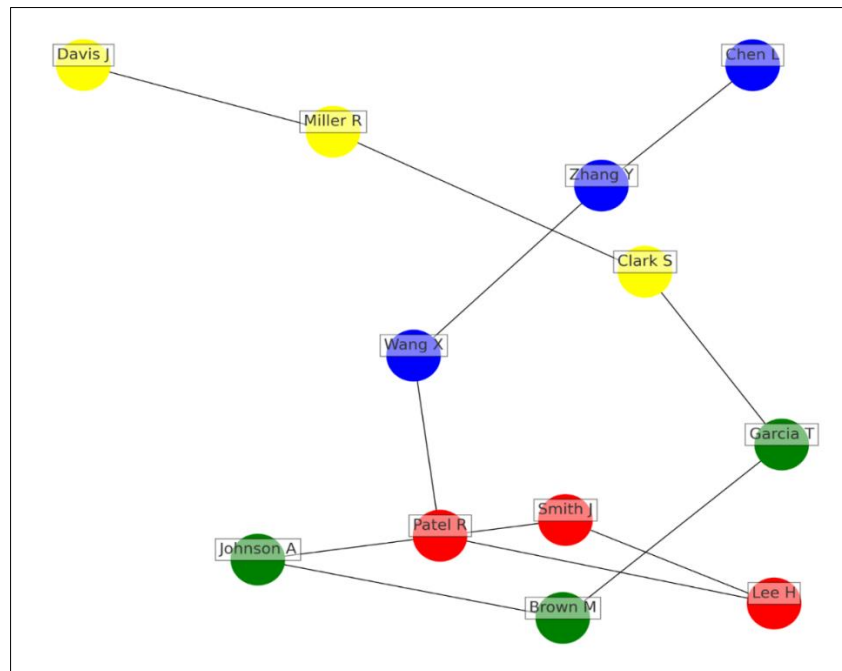 Davis J
Chen L
Miller R
Zhang Y
Clark S
Wang X
Garcia T
Smith J
Patel R
Johnson A
Lee H
Brown M